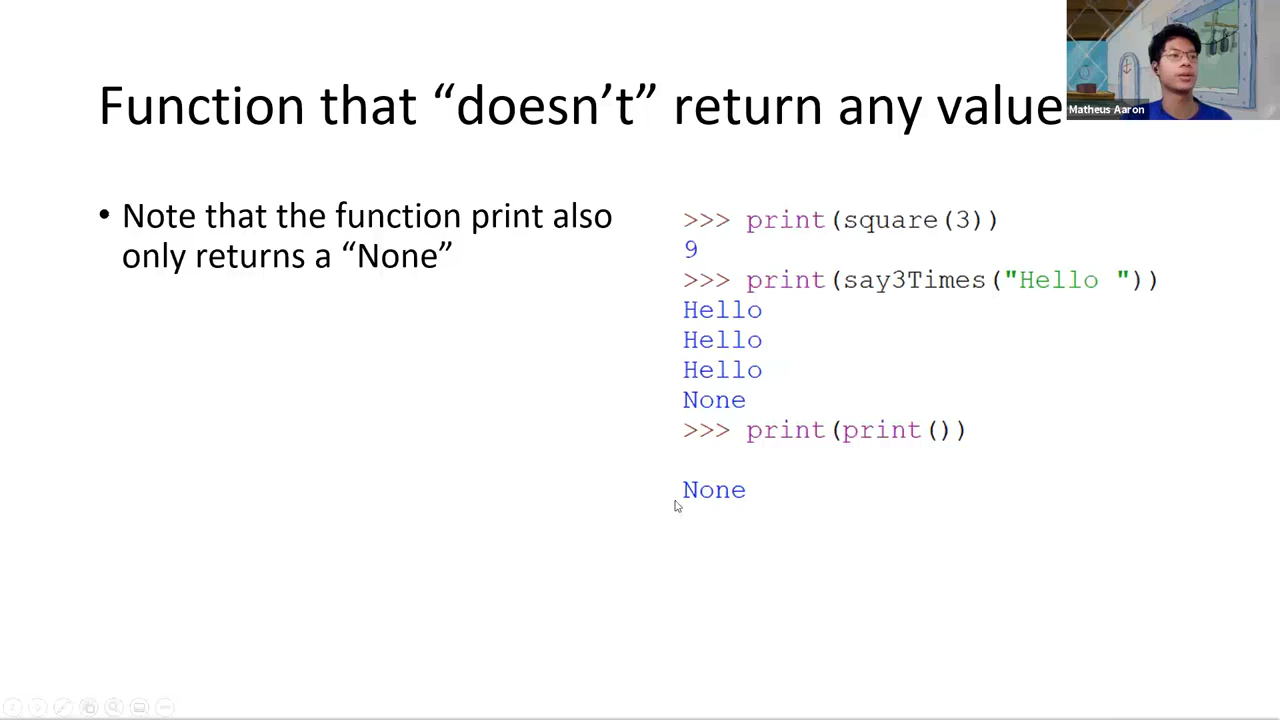 Function that “doesn’t” return any value
Matheus Aaron
• Note that the function print also
only returns a “None”
>>> print(square(3))
9
>>> print(say3Times("Hello "))
Hello
Hello
Hello
None
>>> print(print())
None